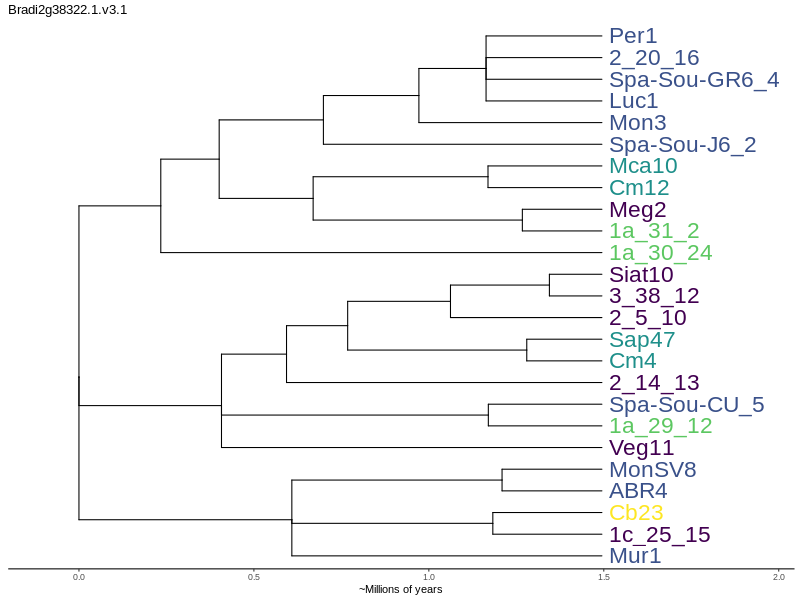 Bradi2g38322.1.v3.1
Per1
2_20_16
Spa-Sou-GR6_4
Luc1
Mon3
Spa-Sou-J6_2
Mca10
Cm12
Meg2
1a_31_2
1a_30_24
Siat10
3_38_12
2_5_10
Sap47
Cm4
2_14_13
Spa-Sou-CU_5
1a_29_12
Veg11
MonSV8
ABR4
Cb23
1c_25_15
Mur1
0.0 0.5 1.0 1.5 2.0
~Millions of years